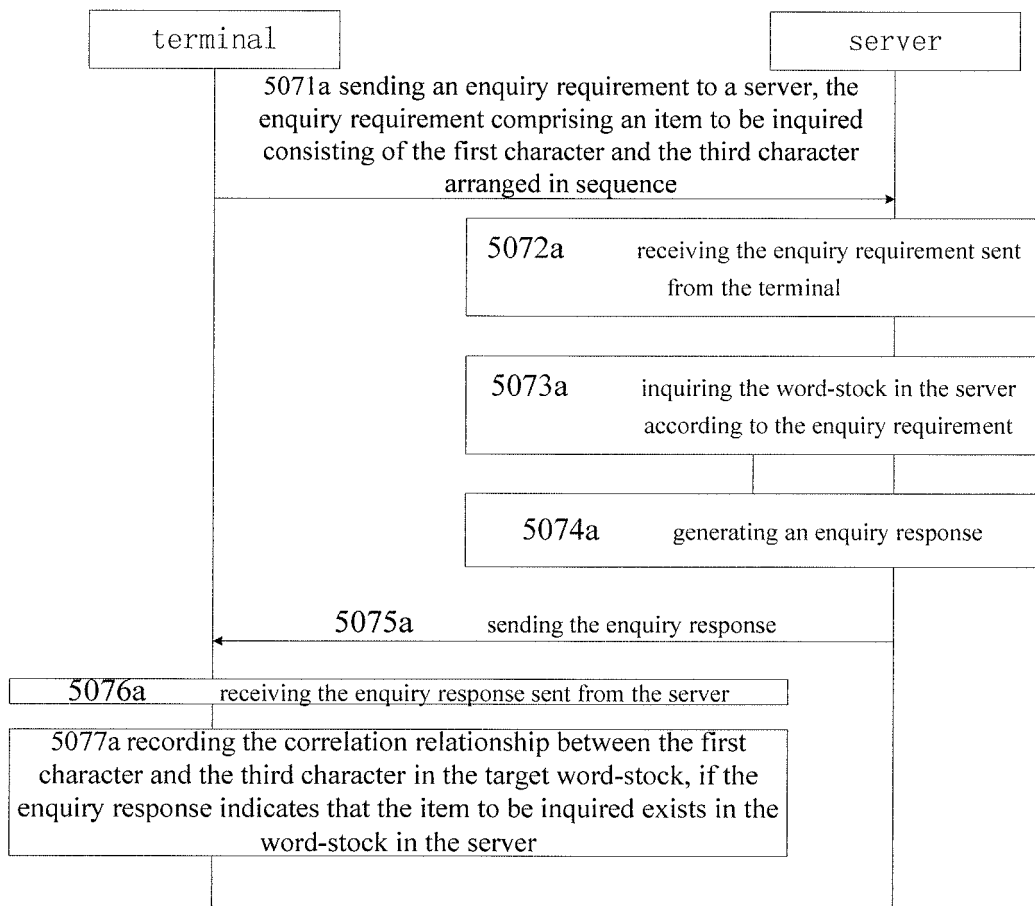 terminal
server
5071a sending an enquiry requirement to a server, the
enquiry requirement comprising an item to be inquired
consisting of the first character and the third character
arranged in sequence
5072a receiving the enquiry requirement sent
from the terminal
5073a inquiring the word-stock in the server
according to the enquiry requirement
5074a generating an enquiry response
5075a sending the enquiry response
5076a receiving the enquiry response sent from the server
5077a recording the correlation relationship between the first
character and the third character in the target word-stock, if the
enquiry response indicates that the item to be inquired exists in the
word-stock in the server